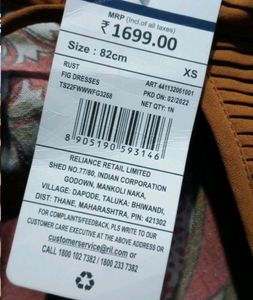 MRP (Incl of all taxes)
₹ 1699.00
Size : 82cm XS
RUST ART 441132061001
FIG DRESSES PKD ON: 02/2022
TS22FWWWFG3268 NET QTY: 1N
8 905190 593146
RELIANCE RETAIL LIMITED
SHED NO.77/80, INDIAN CORPORATION
GODOWN, MANKOLI NAKA,
VILLAGE: DAPODE, TALUKA: BHIWANDI,
DIST: THANE, MAHARASHTRA, PIN: 421302
FOR COMPLAINTS/FEEDBACK, PLS WRITE TO OUR
CUSTOMER CARE EXECUTIVE AT THE ABOVE ADDRESS OR
customerservice@ril.com or
CALL 1800 102 7382 / 1800 233 7382